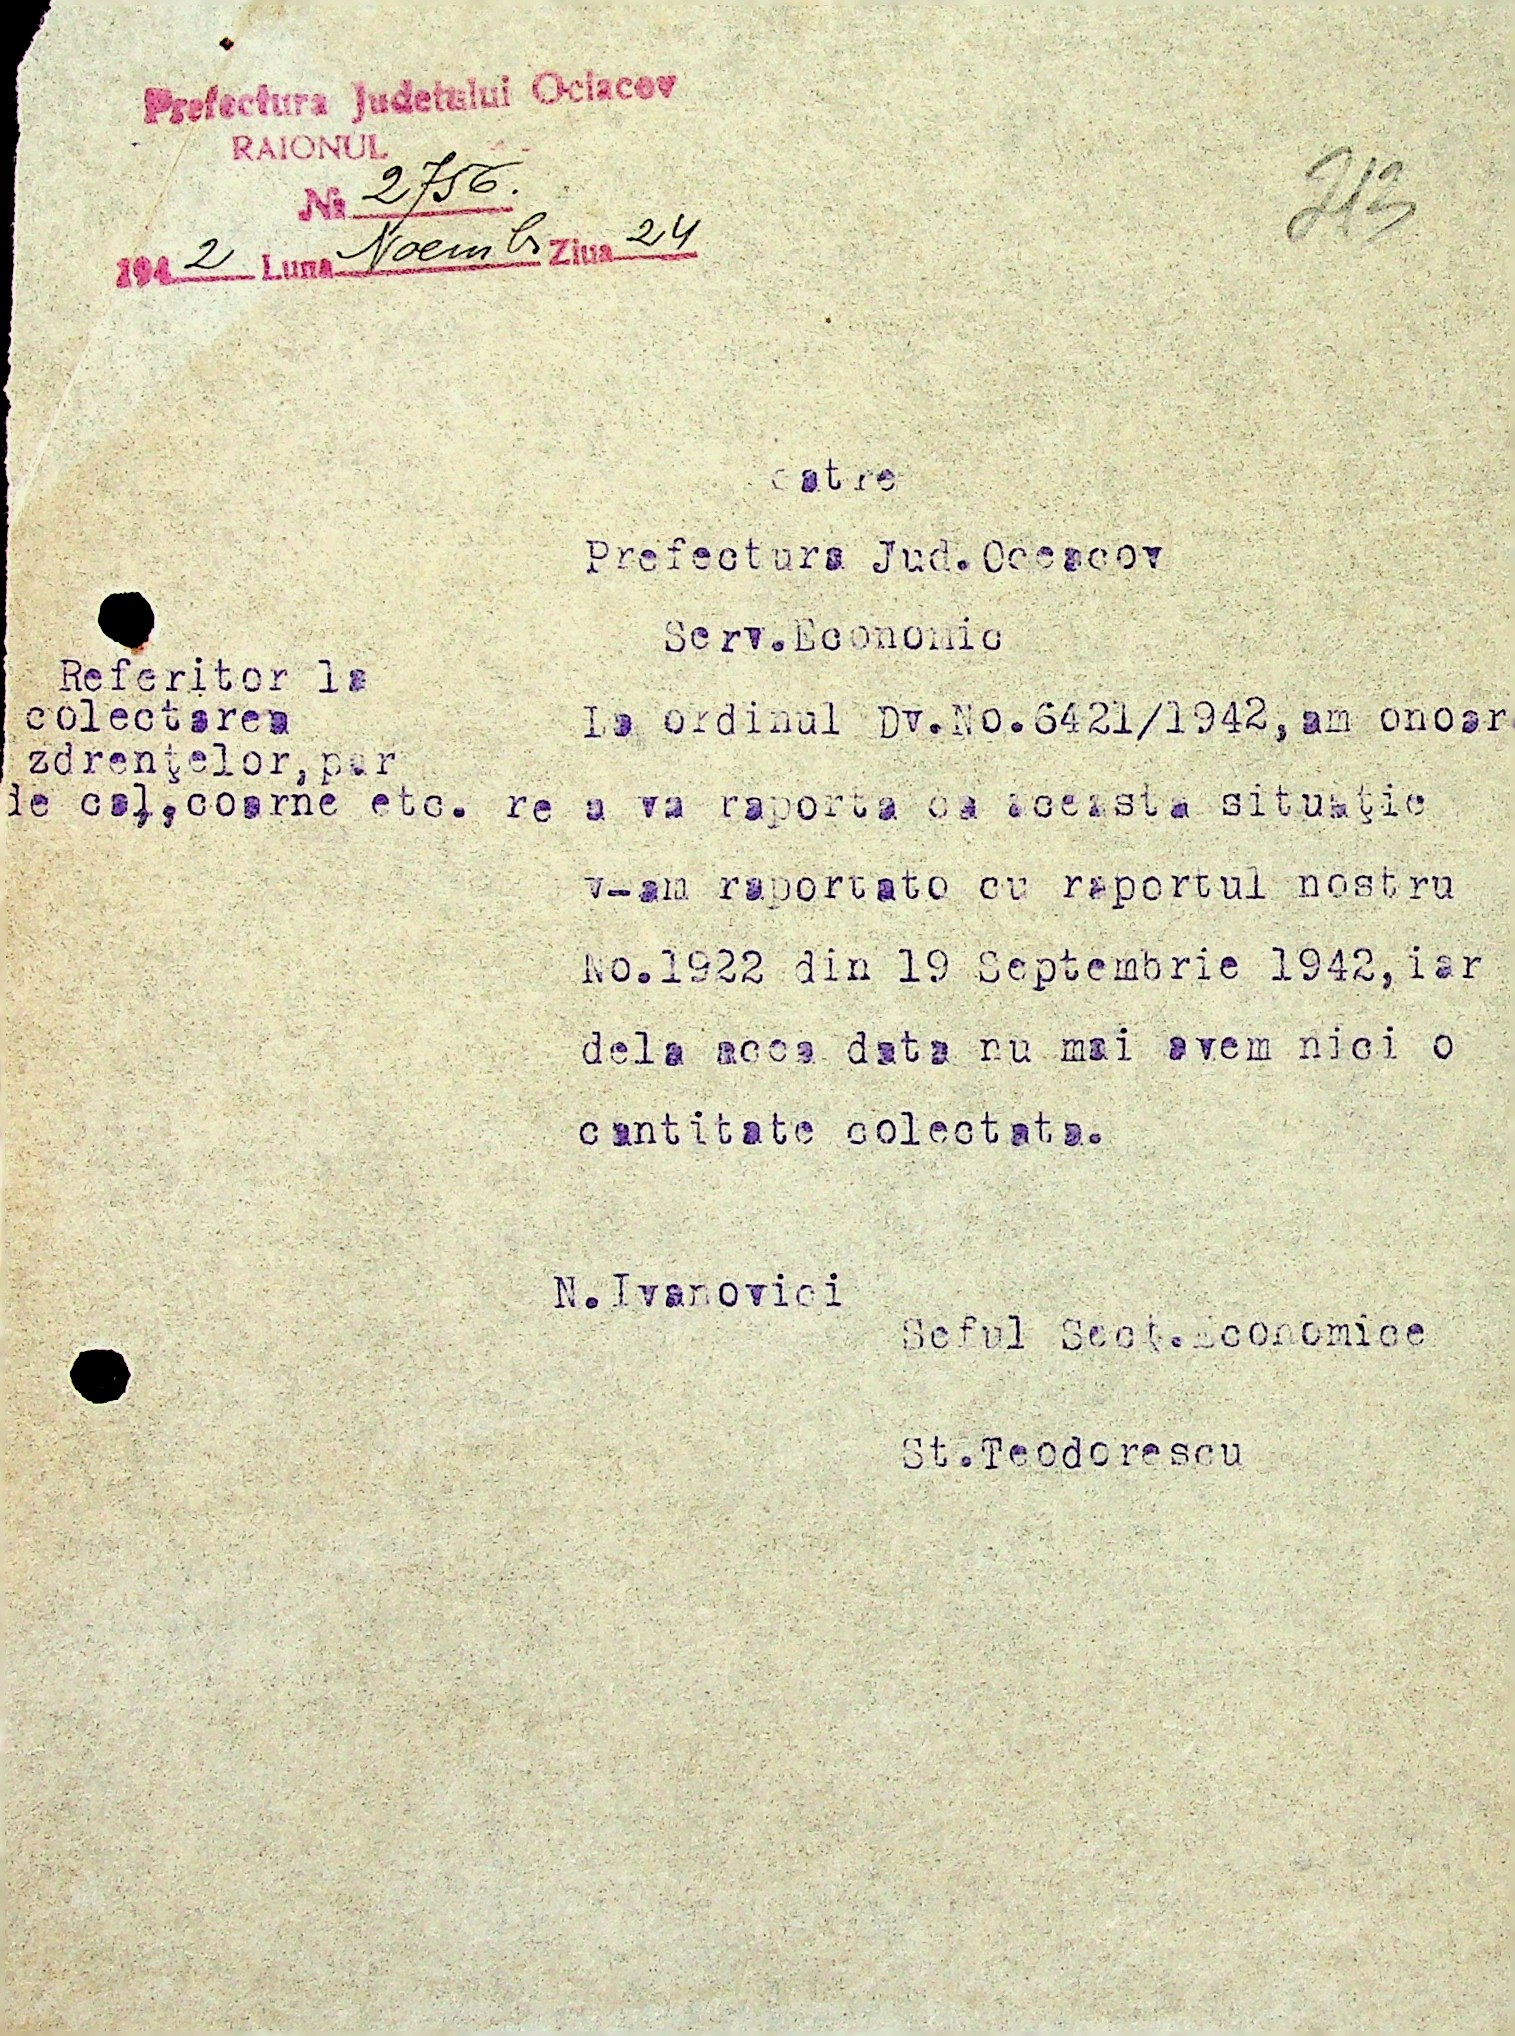 Prefectura Judetului Ociacov
RAIONUL
№ 2756.
1942 Luna Noembr Ziua 24
213
catre
Prefectura Jud.Oceacov
Serv.Economic
Referitor la
colectarea
zdrenţelor,par
de cal,coarne etc.
La ordinul Dv.No.6421/1942,am onoare
re a va raporta ca aceasta situaţie
v-am raportato cu raportul nostru
No.1922 din 19 Septembrie 1942,iar
dela acea data nu mai avem nici o
cantitate colectata.
N.Ivanovici
Seful Secţ.Economice
St.Teodorescu